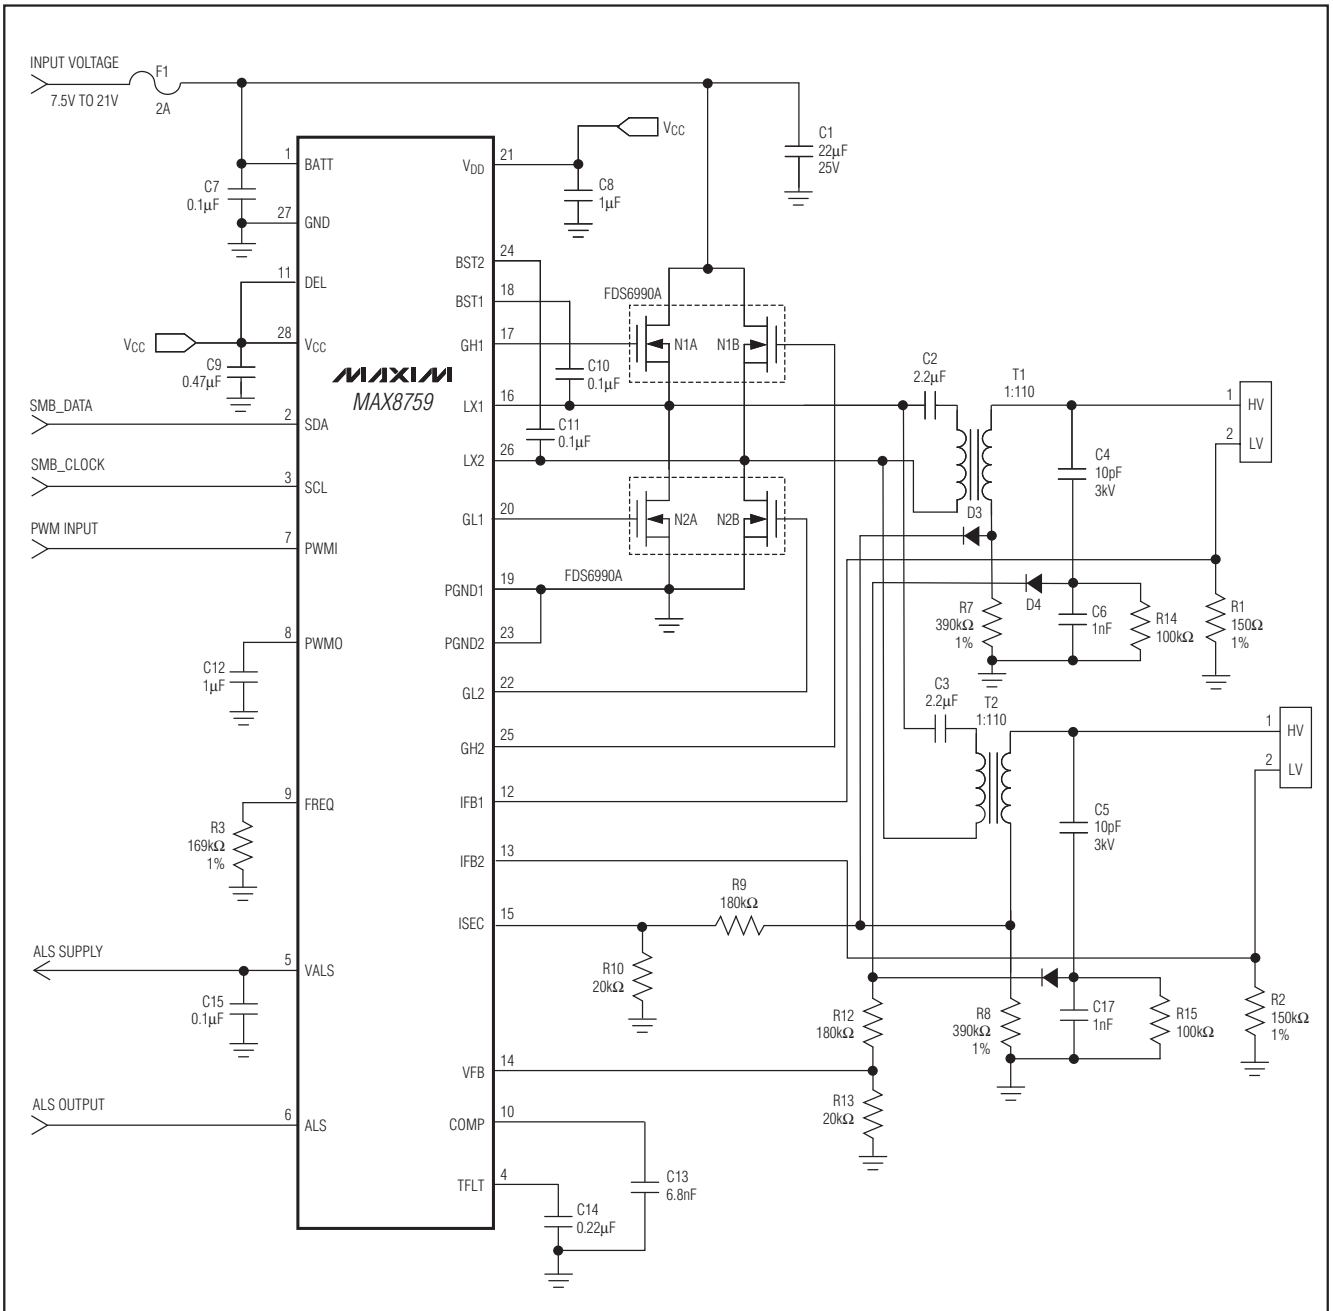 INPUT VOLTAGE
7.5V TO 21V
F1
2A
VCC
C1
22µF
25V
1
BATT
C7
0.1µF
27
GND
11
DEL
VCC
28
VCC
C9
0.47µF
SMB_DATA
2
SDA
SMB_CLOCK
3
SCL
PWM INPUT
7
PWMI
8
PWMO
C12
1µF
9
FREQ
R3
169kΩ
1%
ALS SUPPLY
5
VALS
C15
0.1µF
ALS OUTPUT
6
ALS
MAXIM
MAX8759
VDD
21
C8
1µF
BST2
24
BST1
18
GH1
17
LX1
16
LX2
26
GL1
20
PGND1
19
PGND2
23
GL2
22
GH2
25
IFB1
12
IFB2
13
ISEC
15
VFB
14
COMP
10
TFLT
4
C10
0.1µF
C11
0.1µF
FDS6990A
N1A
N1B
N2A
N2B
FDS6990A
C2
2.2µF
T1
1:110
1
HV
2
LV
C4
10pF
3kV
D3
D4
R7
390kΩ
1%
C6
1nF
R14
100kΩ
R1
150Ω
1%
C3
2.2µF
T2
1:110
1
HV
2
LV
C5
10pF
3kV
R9
180kΩ
R10
20kΩ
R12
180kΩ
R8
390kΩ
1%
C17
1nF
R15
100kΩ
R2
150kΩ
1%
R13
20kΩ
C13
6.8nF
C14
0.22µF